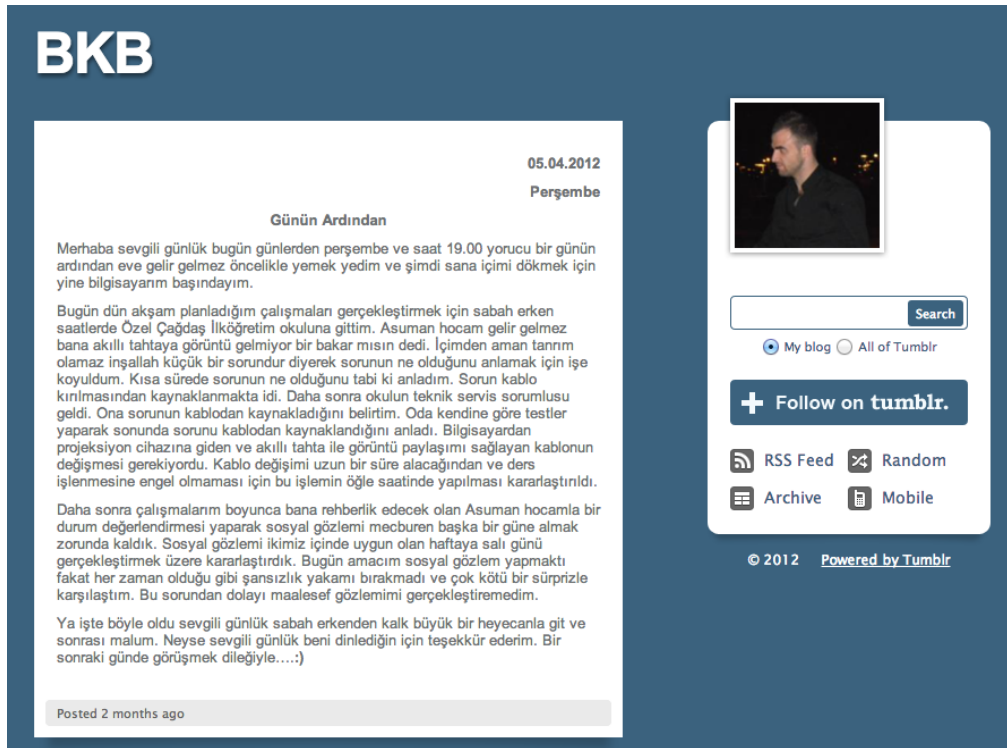 BKB
05.04.2012
Perşembe
Günün Ardından
Merhaba sevgili günlük bugün günlerden perşembe ve saat 19.00 yorucu bir günün
ardından eve gelir gelmez öncelikle yemek yedim ve şimdi sana içimi dökmek için
yine bilgisayarım başındayım.
Bugün dün akşam planladığım çalışmaları gerçekleştirmek için sabah erken
saatlerde Özel Çağdaş İlköğretim okuluna gittim. Asuman hocam gelir gelmez
bana akıllı tahtaya görüntü gelmiyor bir bakar mısın dedi. İçimden aman tanrım
olamaz inşallah küçük bir sorundur diyerek sorunun ne olduğunu anlamak için işe
koyuldum. Kısa sürede sorunun ne olduğunu tabi ki anladım. Sorun kablo
kırılmasından kaynaklanmakta idi. Daha sonra okulun teknik servis sorumlusu
geldi. Ona sorunun kablodan kaynakladığını belirtim. Oda kendine göre testler
yaparak sonunda sorunu kablodan kaynaklandığını anladı. Bilgisayardan
projeksiyon cihazına giden ve akıllı tahta ile görüntü paylaşımı sağlayan kablonun
değişmesi gerekiyordu. Kablo değişimi uzun bir süre alacağından ve ders
işlenmesine engel olmaması için bu işlemin öğle saatinde yapılması kararlaştırıldı.
Daha sonra çalışmalarım boyunca bana rehberlik edecek olan Asuman hocamla bir
durum değerlendirmesi yaparak sosyal gözlemi mecburen başka bir güne almak
zorunda kaldık. Sosyal gözlemi ikimiz içinde uygun olan haftaya salı günü
gerçekleştirmek üzere kararlaştırdık. Bugün amacım sosyal gözlem yapmaktı
fakat her zaman olduğu gibi şansızlık yakamı bırakmadı ve çok kötü bir sürprizle
karşılaştım. Bu sorundan dolayı maalesef gözlemimi gerçekleştiremedim.
Ya işte böyle oldu sevgili günlük sabah erkenden kalk büyük bir heyecanla git ve
sonrası malum. Neyse sevgili günlük beni dinlediğin için teşekkür ederim. Bir
sonraki günde görüşmek dileğiyle….:)
Posted 2 months ago
Search
My blog All of Tumblr
Follow on tumblr.
RSS Feed Random
Archive Mobile
© 2012 Powered by Tumblr